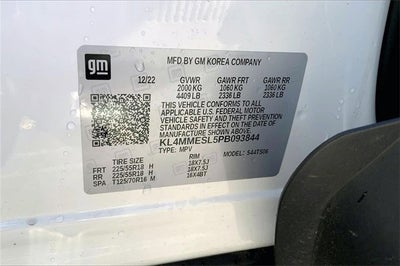 gm
MFD BY GM KOREA COMPANY
12/22 GVWR GAWR FRT GAWR RR
2000 KG 1060 KG 1060 KG
4409 LB 2336 LB 2336 LB
THIS VEHICLE CONFORMS TO ALL
APPLICABLE U.S. FEDERAL MOTOR
VEHICLE SAFETY AND THEFT PREVENTION
STANDARDS IN EFFECT ON THE DATE OF
MANUFACTURE SHOWN ABOVE.
KL4MMESL5PB093844
TYPE: MPV
TIRE SIZE RIM
FRT 225/55R18 H 18X7.5J
RR 225/55R18 H 18X7.5J
SPA T125/70R16 M 16X4BT